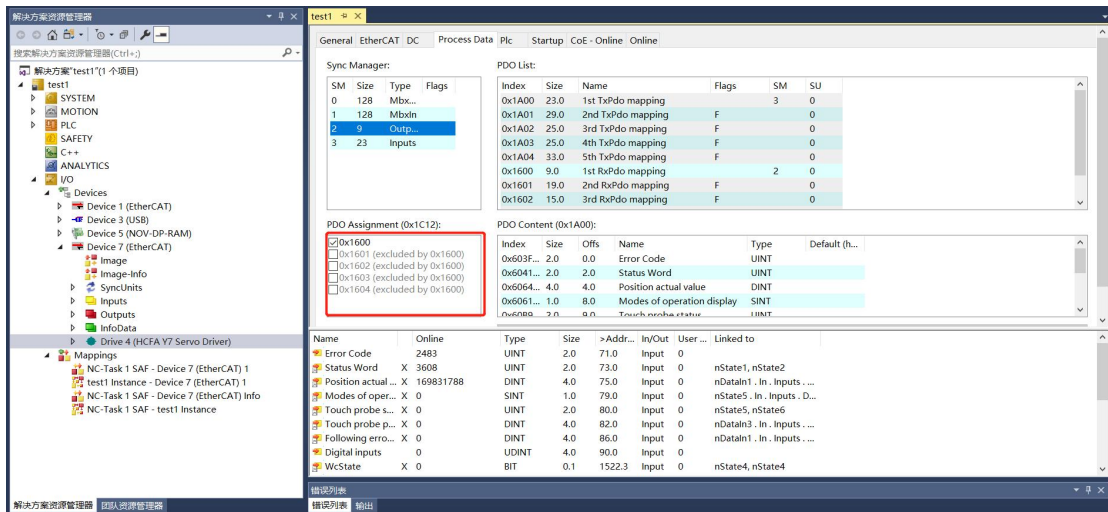 解决方案资源管理器
搜索解决方案资源管理器(Ctrl+;)
解决方案"test1"(1 个项目)
test1
SYSTEM
MOTION
PLC
SAFETY
C++
ANALYTICS
I/O
Devices
Device 1 (EtherCAT)
Device 3 (USB)
Device 5 (NOV-DP-RAM)
Device 7 (EtherCAT)
Image
Image-Info
SyncUnits
Inputs
Outputs
InfoData
Drive 4 (HCFA Y7 Servo Driver)
Mappings
NC-Task 1 SAF - Device 7 (EtherCAT) 1
test1 Instance - Device 7 (EtherCAT) 1
NC-Task 1 SAF - Device 7 (EtherCAT) Info
NC-Task 1 SAF - test1 Instance
解决方案资源管理器 团队资源管理器
test1
General EtherCAT DC Process Data Plc Startup CoE - Online Online
Sync Manager:
SM Size Type Flags
0 128 Mbx...
1 128 MbxIn
2 9 Outp...
3 23 Inputs
PDO List:
Index Size Name Flags SM SU
0x1A00 23.0 1st TxPdo mapping 3 0
0x1A01 29.0 2nd TxPdo mapping F 0
0x1A02 25.0 3rd TxPdo mapping F 0
0x1A03 25.0 4th TxPdo mapping F 0
0x1A04 33.0 5th TxPdo mapping F 0
0x1600 9.0 1st RxPdo mapping 2 0
0x1601 19.0 2nd RxPdo mapping F 0
0x1602 15.0 3rd RxPdo mapping F 0
PDO Assignment (0x1C12):
0x1600
0x1601 (excluded by 0x1600)
0x1602 (excluded by 0x1600)
0x1603 (excluded by 0x1600)
0x1604 (excluded by 0x1600)
PDO Content (0x1A00):
Index Size Offs Name Type Default (h...
0x603F... 2.0 0.0 Error Code UINT
0x6041... 2.0 2.0 Status Word UINT
0x6064... 4.0 4.0 Position actual value DINT
0x6061... 1.0 8.0 Modes of operation display SINT
0x60B9 2.0 9.0 Touch probe status UINT
Name Online Type Size >Addr... In/Out User ... Linked to
Error Code 2483 UINT 2.0 71.0 Input 0
Status Word X 3608 UINT 2.0 73.0 Input 0 nState1, nState2
Position actual ... X 169831788 DINT 4.0 75.0 Input 0 nDataIn1 . In . Inputs . ...
Modes of oper... X 0 SINT 1.0 79.0 Input 0 nState5 . In . Inputs . D...
Touch probe s... X 0 UINT 2.0 80.0 Input 0 nState5, nState6
Touch probe p... X 0 DINT 4.0 82.0 Input 0 nDataIn3 . In . Inputs . ...
Following erro... X 0 DINT 4.0 86.0 Input 0 nDataIn1 . In . Inputs . ...
Digital inputs 0 UDINT 4.0 90.0 Input 0
WcState X 0 BIT 0.1 1522.3 Input 0 nState4, nState4
错误列表
错误列表 输出